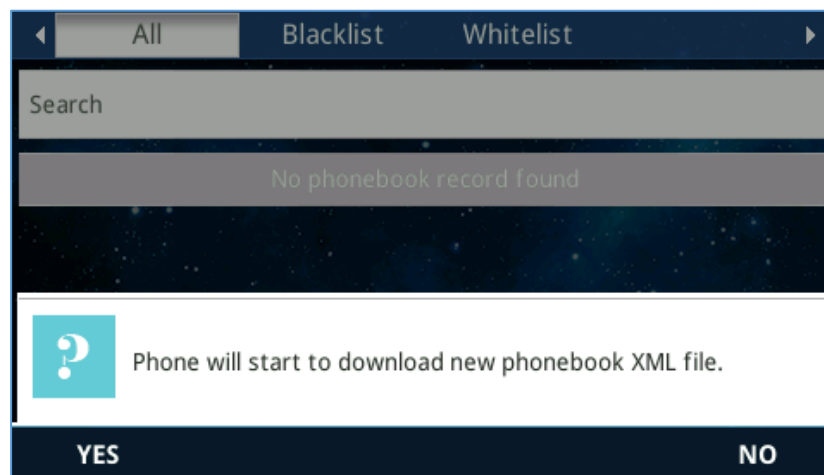 All Blacklist Whitelist
Search
No phonebook record found
? Phone will start to download new phonebook XML file.
YES NO